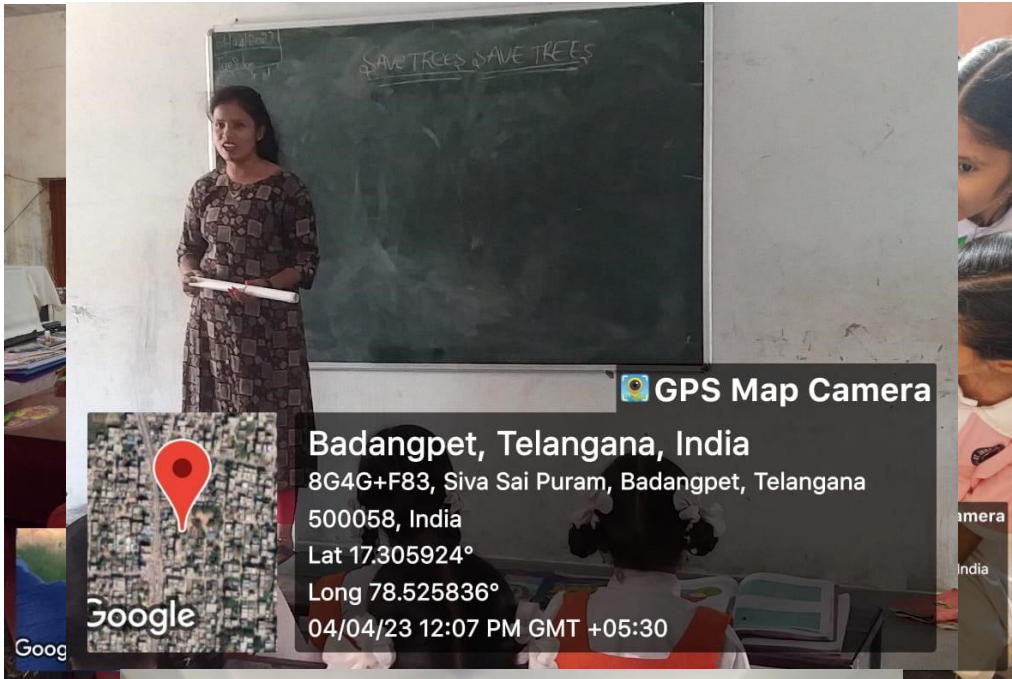 SAVE TREES SAVE TREES
GPS Map Camera
Badangpet, Telangana, India
8G4G+F83, Siva Sai Puram, Badangpet, Telangana
500058, India
Lat 17.305924°
Long 78.525836°
04/04/23 12:07 PM GMT +05:30
Google
Goog
amera
India